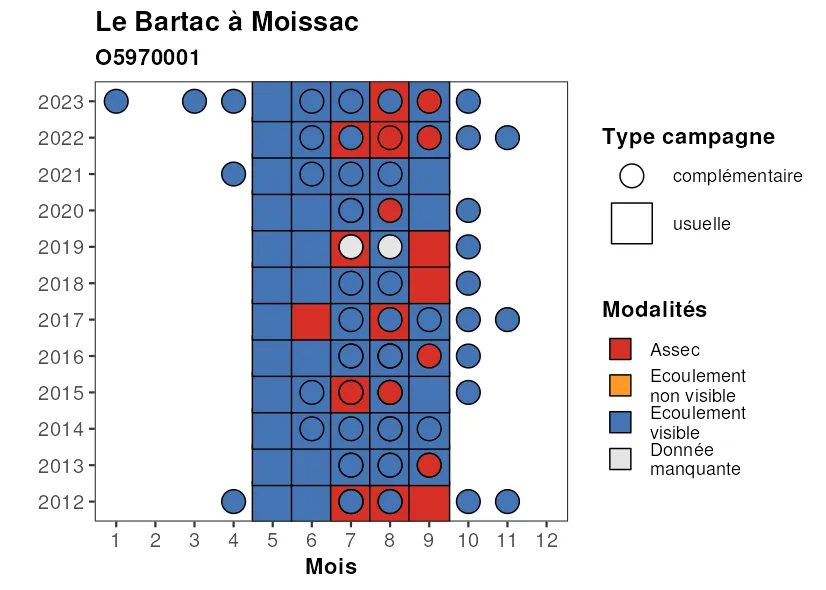 Le Bartac à Moissac
O5970001
2023
2022
2021
2020
2019
2018
2017
2016
2015
2014
2013
2012
1 2 3 4 5 6 7 8 9 10 11 12
Mois
Type campagne
complémentaire
usuelle
Modalités
Assec
Ecoulement
non visible
Ecoulement
visible
Donnée
manquante